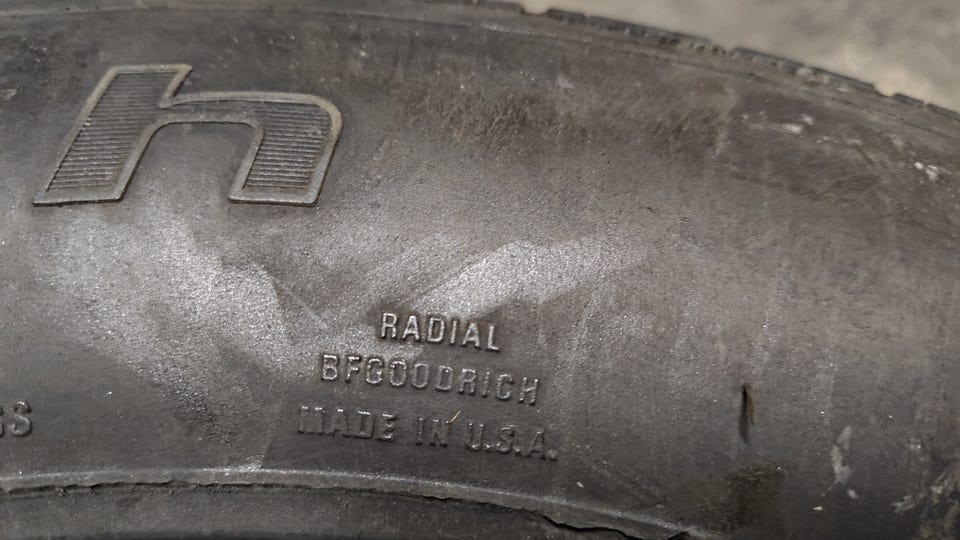 h
RADIAL
BFGOODRICH
MADE IN U.S.A.